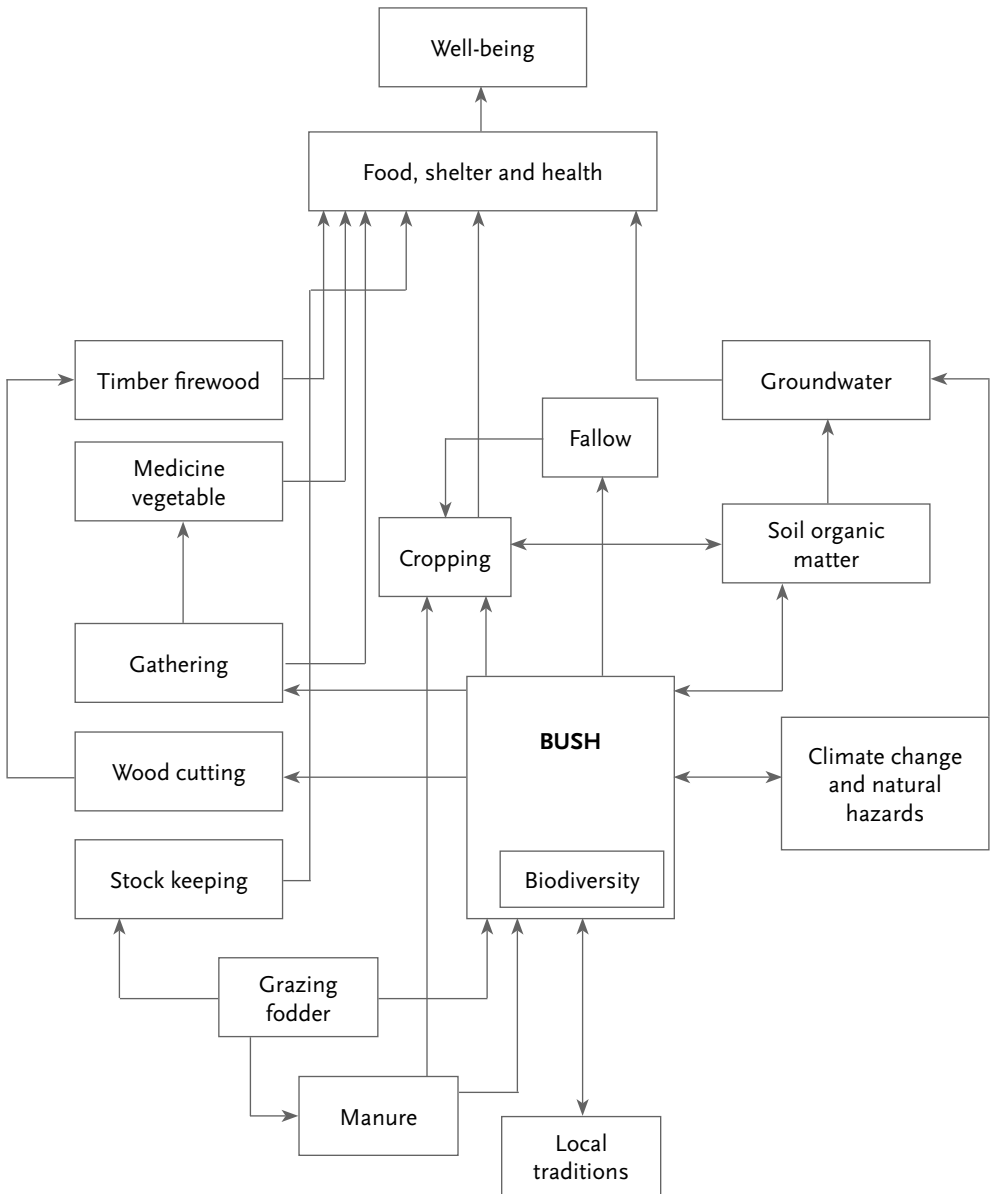 Well-being
Food, shelter and health
Timber firewood
Groundwater
Fallow
Medicine
vegetable
Soil organic
matter
Cropping
Gathering
BUSH
Wood cutting
Climate change
and natural
hazards
Stock keeping
Biodiversity
Grazing
fodder
Manure
Local
traditions